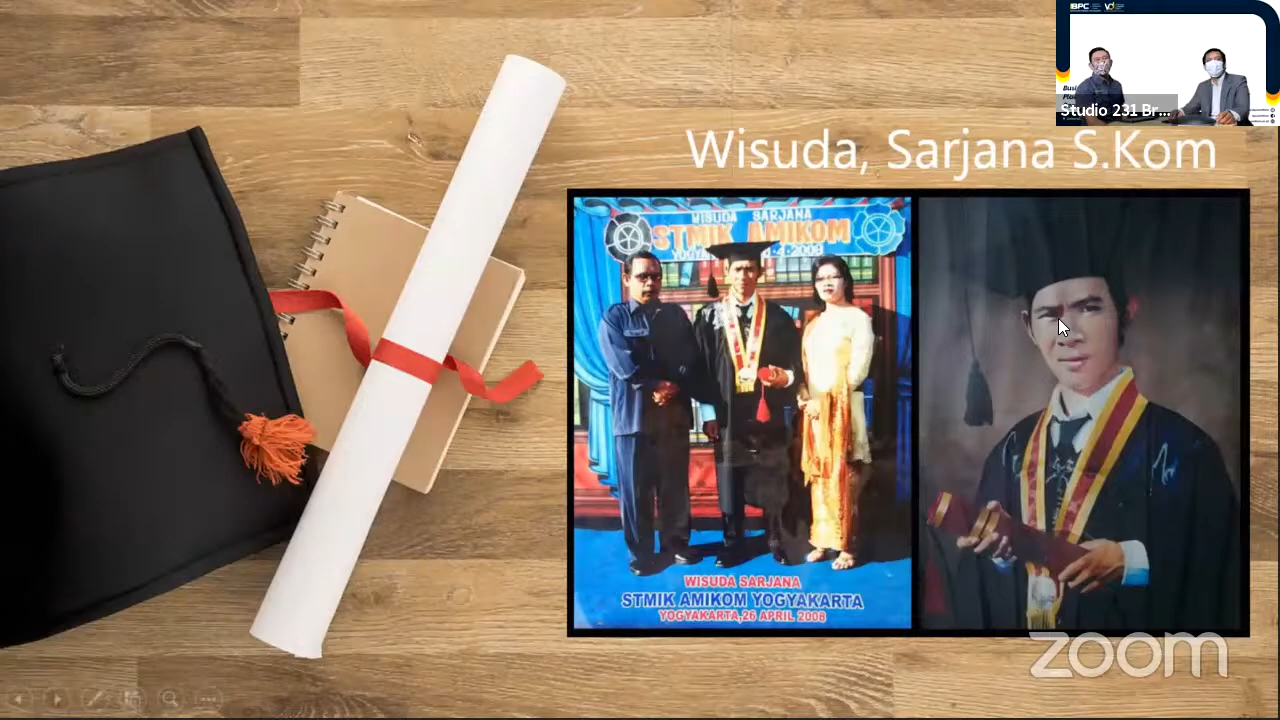 BPC
Studio 231 Br...
Wisuda, Sarjana S.Kom
WISUDA SARJANA
STMIK AMIKOM
WISUDA SARJANA
STMIK AMIKOM YOGYAKARTA
YOGYAKARTA,26 APRIL 2008
zoom